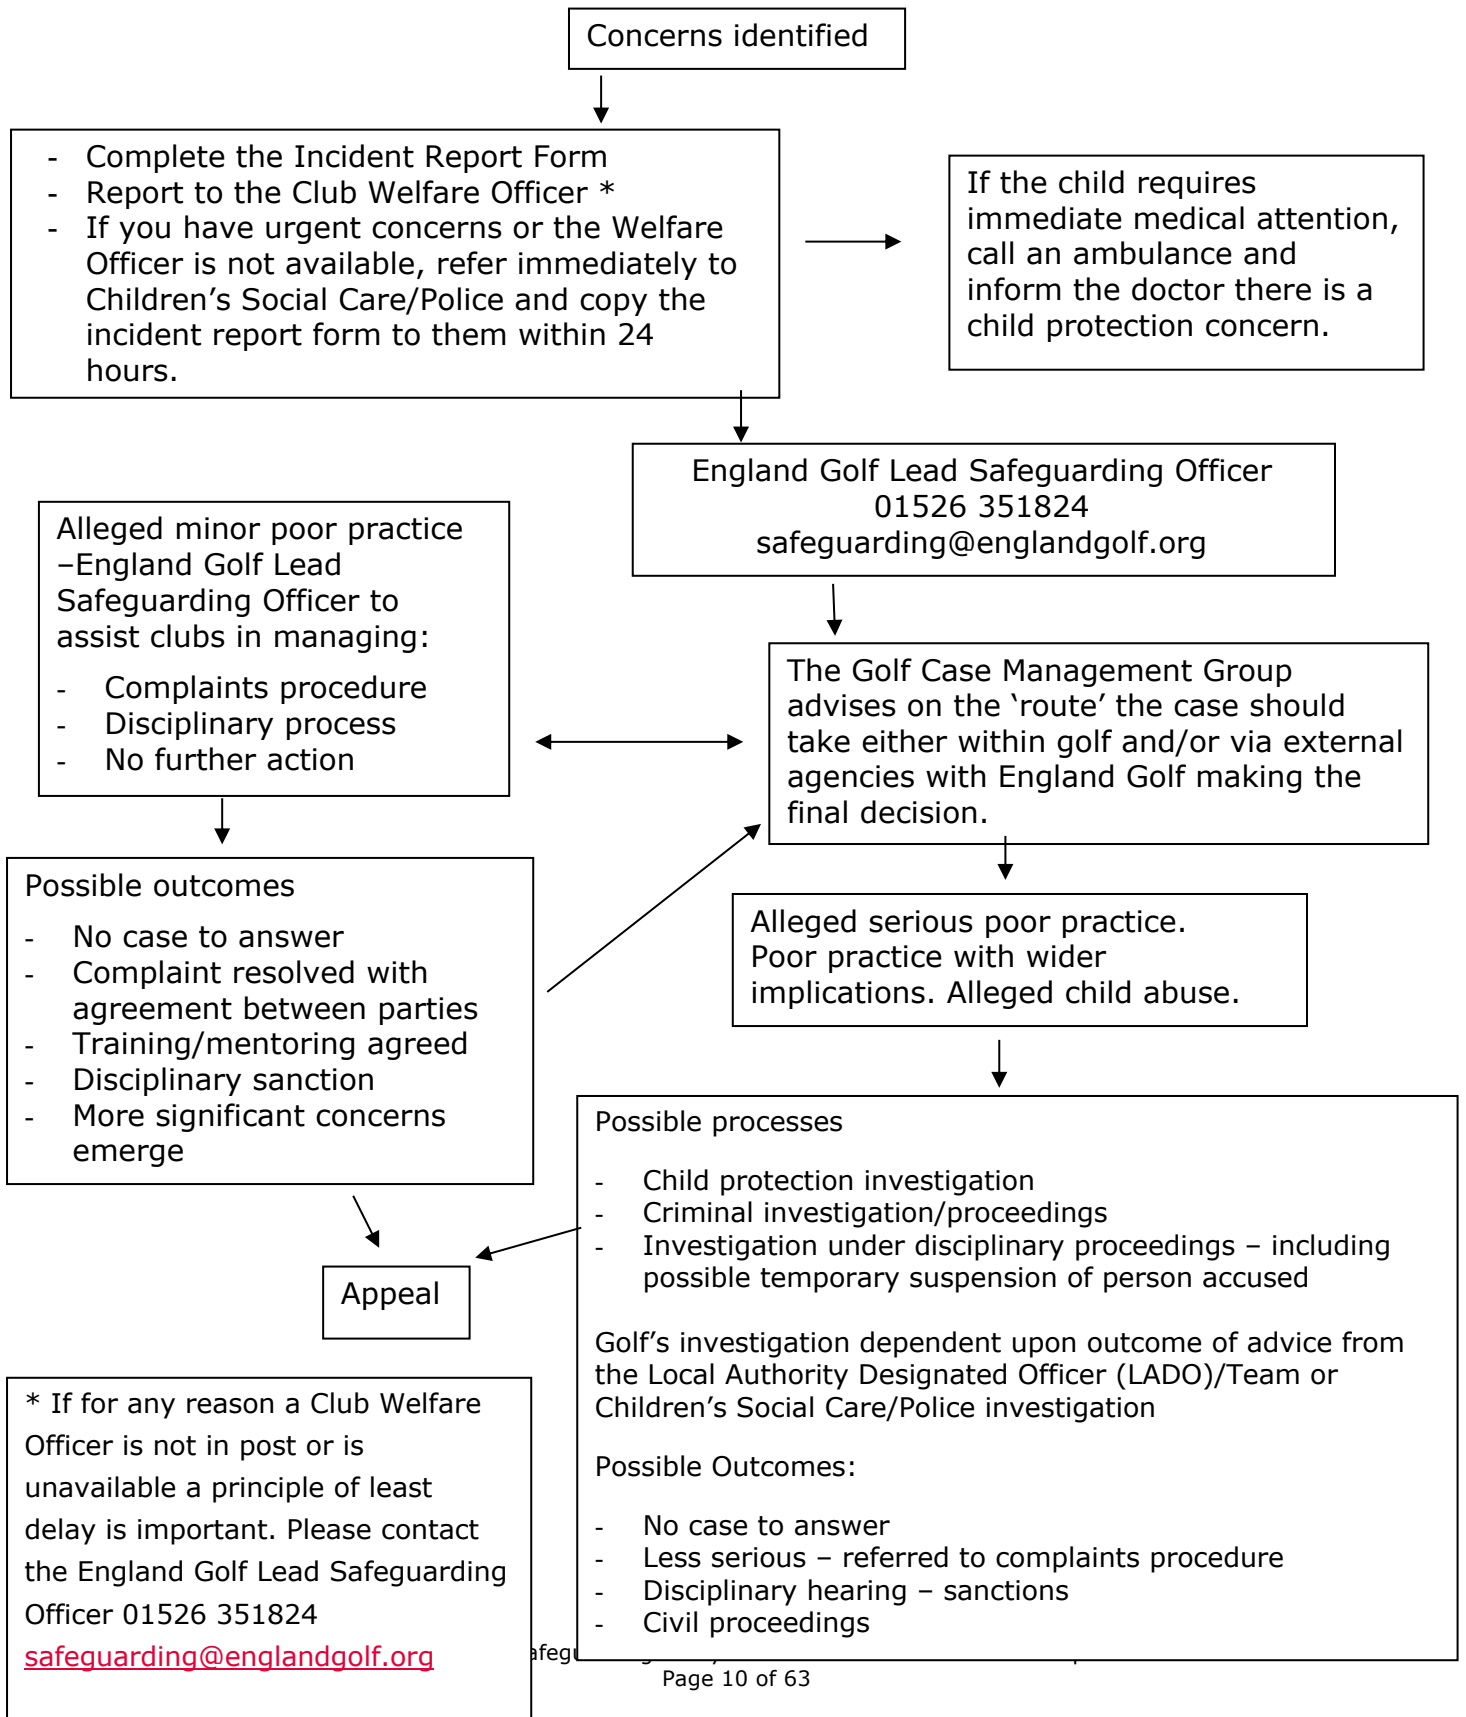 Concerns identified
- Complete the Incident Report Form
- Report to the Club Welfare Officer *
- If you have urgent concerns or the Welfare
Officer is not available, refer immediately to
Children’s Social Care/Police and copy the
incident report form to them within 24
hours.
If the child requires
immediate medical attention,
call an ambulance and
inform the doctor there is a
child protection concern.
England Golf Lead Safeguarding Officer
01526 351824
safeguarding@englandgolf.org
Alleged minor poor practice
–England Golf Lead
Safeguarding Officer to
assist clubs in managing:
- Complaints procedure
- Disciplinary process
- No further action
The Golf Case Management Group
advises on the ‘route’ the case should
take either within golf and/or via external
agencies with England Golf making the
final decision.
Possible outcomes
- No case to answer
- Complaint resolved with
agreement between parties
- Training/mentoring agreed
- Disciplinary sanction
- More significant concerns
emerge
Alleged serious poor practice.
Poor practice with wider
implications. Alleged child abuse.
Possible processes
- Child protection investigation
- Criminal investigation/proceedings
- Investigation under disciplinary proceedings – including
possible temporary suspension of person accused
Golf’s investigation dependent upon outcome of advice from
the Local Authority Designated Officer (LADO)/Team or
Children’s Social Care/Police investigation
Possible Outcomes:
- No case to answer
- Less serious – referred to complaints procedure
- Disciplinary hearing – sanctions
- Civil proceedings
Appeal
* If for any reason a Club Welfare
Officer is not in post or is
unavailable a principle of least
delay is important. Please contact
the England Golf Lead Safeguarding
Officer 01526 351824
safeguarding@englandgolf.org
Page 10 of 63